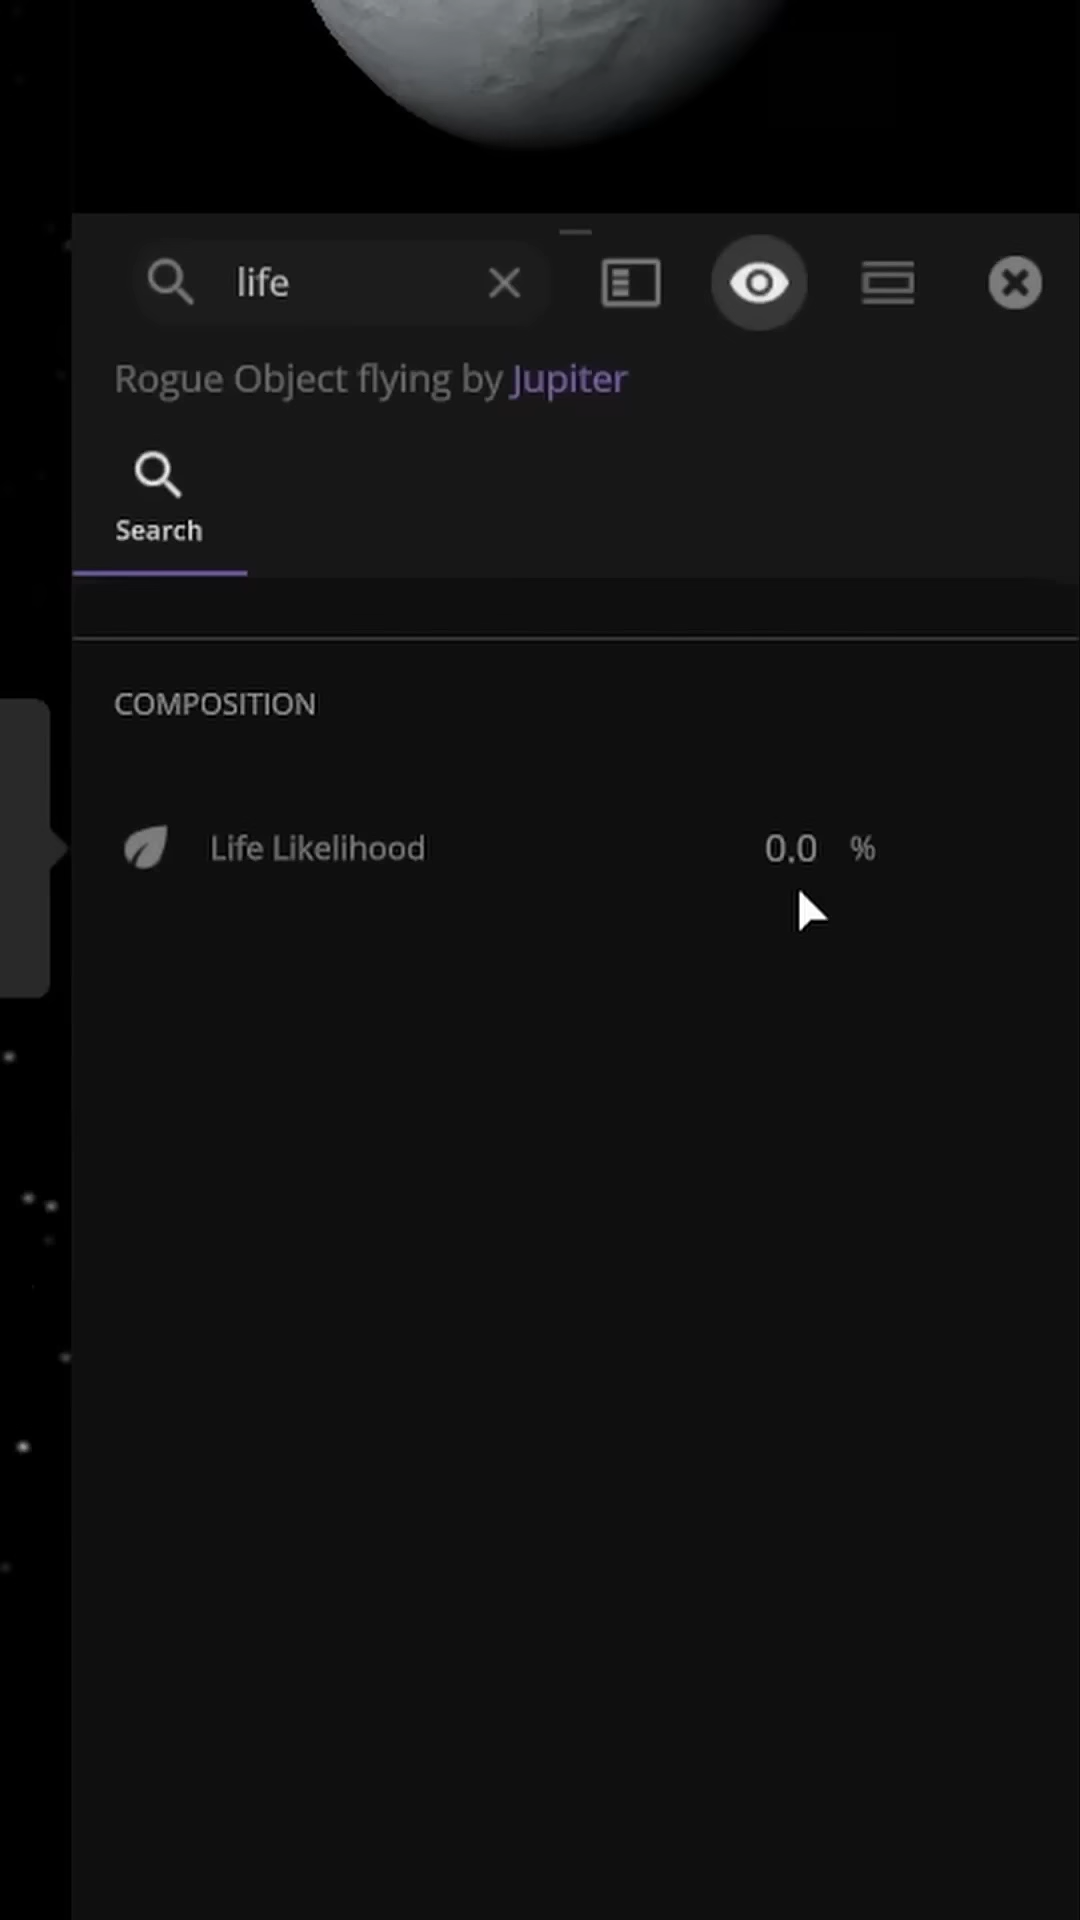 life
Rogue Object flying by Jupiter
Search
COMPOSITION
Life Likelihood 0.0 %